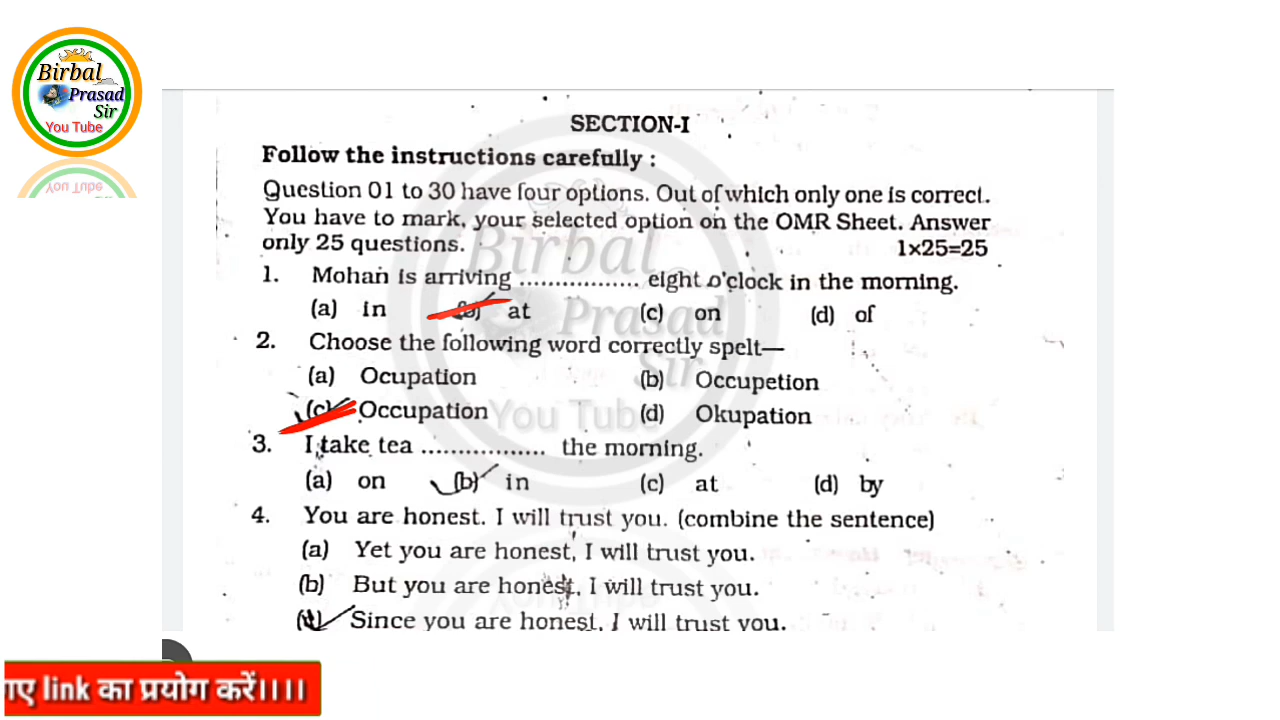 Birbal
Prasad
Sir
You Tube
SECTION-I
Follow the instructions carefully :
Question 01 to 30 have four options. Out of which only one is correct.
You have to mark, your selected option on the OMR Sheet. Answer
only 25 questions. 1×25=25
1. Mohan is arriving ................. eight o'clock in the morning.
(a) in (b) at (c) on (d) of
2. Choose the following word correctly spelt—
(a) Ocupation (b) Occupetion
(c) Occupation (d) Okupation
3. I take tea .................. the morning.
(a) on (b) in (c) at (d) by
4. You are honest. I will trust you. (combine the sentence)
(a) Yet you are honest, I will trust you.
(b) But you are honest, I will trust you.
Since you are honest, I will trust you.
Birbal
Prasad
Sir
You Tube
link का प्रयोग करें।।।।